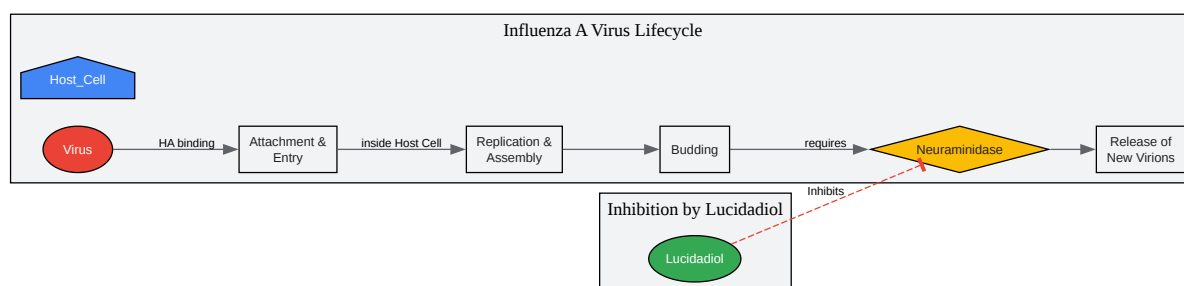 Influenza A Virus Lifecycle
Host_Cell
Virus
HA binding
Attachment &
Entry
inside Host Cell
Replication &
Assembly
Budding
requires
Neuraminidase
Release of
New Virions
Inhibits
Inhibition by Lucidadiol
Lucidadiol